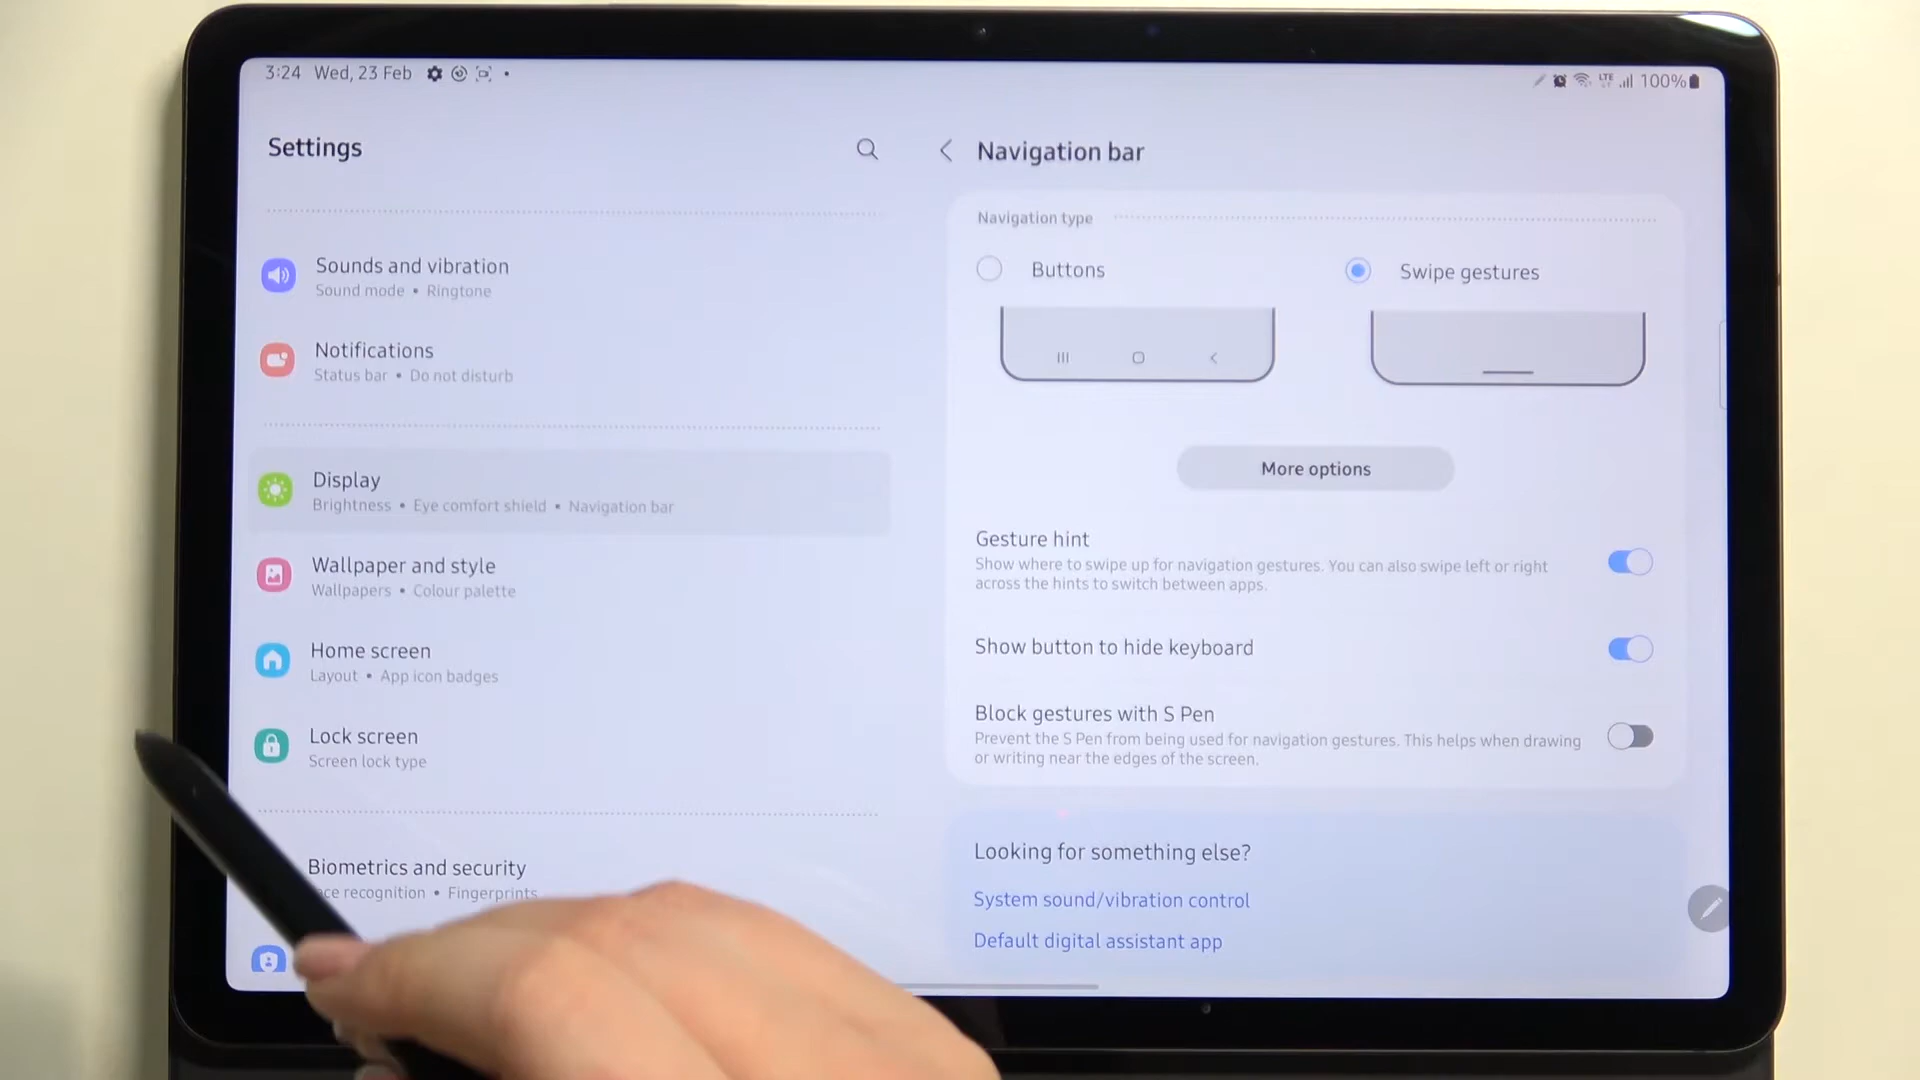 3:24 Wed, 23 Feb
LTE 100%
Settings
Sounds and vibration
Sound mode • Ringtone
Notifications
Status bar • Do not disturb
Display
Brightness • Eye comfort shield • Navigation bar
Wallpaper and style
Wallpapers • Colour palette
Home screen
Layout • App icon badges
Lock screen
Screen lock type
Biometrics and security
ace recognition • Fingerprints
Navigation bar
Navigation type
Buttons
Swipe gestures
More options
Gesture hint
Show where to swipe up for navigation gestures. You can also swipe left or right
across the hints to switch between apps.
Show button to hide keyboard
Block gestures with S Pen
Prevent the S Pen from being used for navigation gestures. This helps when drawing
or writing near the edges of the screen.
Looking for something else?
System sound/vibration control
Default digital assistant app